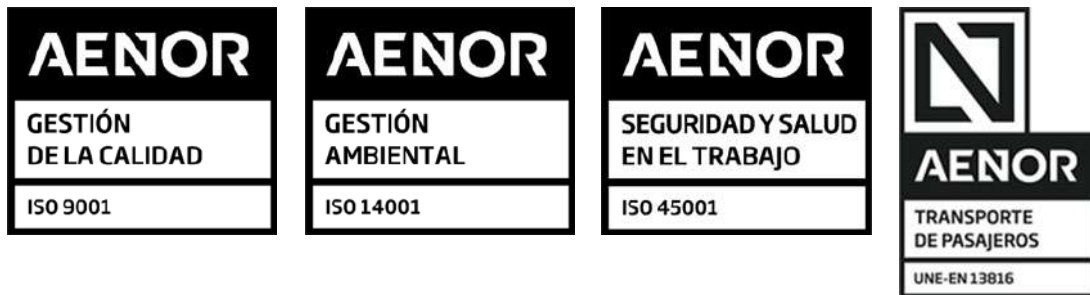 AENOR
GESTIÓN
DE LA CALIDAD
ISO 9001
AENOR
GESTIÓN
AMBIENTAL
ISO 14001
AENOR
SEGURIDAD Y SALUD
EN EL TRABAJO
ISO 45001
AENOR
TRANSPORTE
DE PASAJEROS
UNE-EN 13816